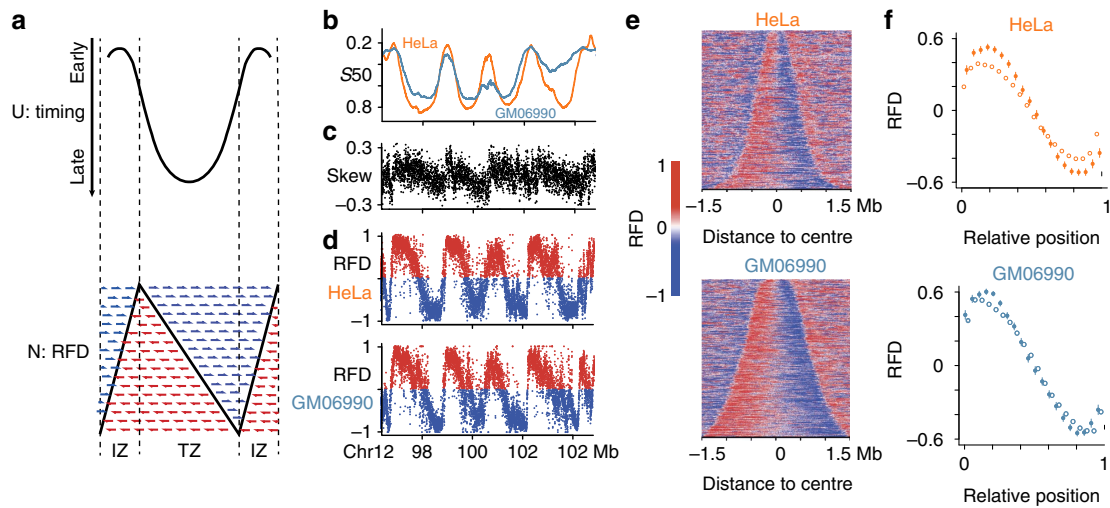 a
Early
U: timing
Late
N: RFD
IZ TZ IZ
b
HeLa
0.2
S50
0.8
GM06990
c
0.3
Skew
−0.3
d
1
RFD
HeLa
−1
1
RFD
GM06990
−1
Chr12 98 100 102 102 Mb
e
HeLa
−1.5 0 1.5 Mb
Distance to centre
1
RFD
0
−1
GM06990
−1.5 0 1.5 Mb
Distance to centre
f
HeLa
0.6
RFD
0
−0.6
0 1
Relative position
GM06990
0.6
RFD
0
−0.6
0 1
Relative position